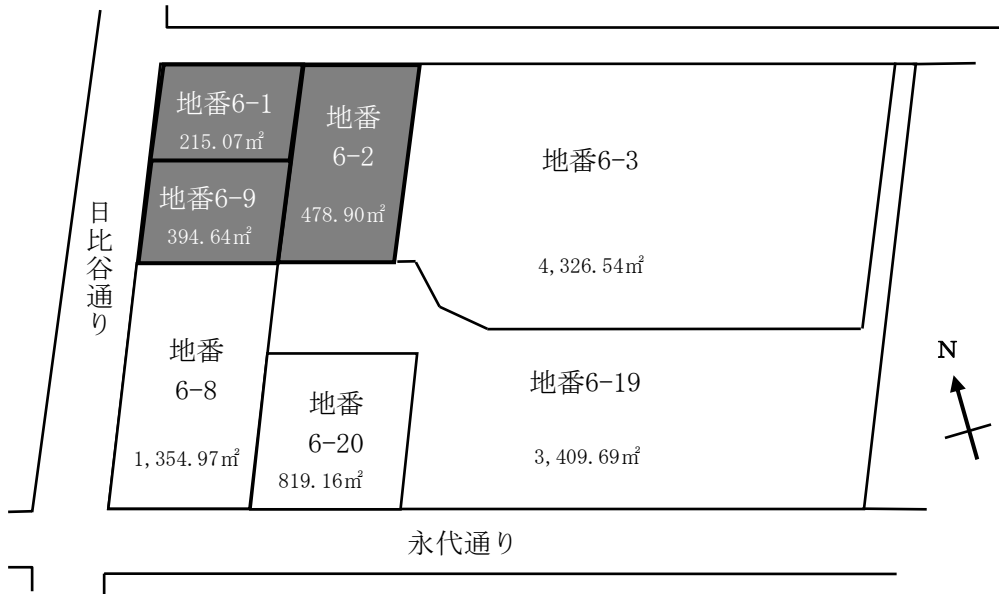 地番6-1
215.07㎡
地番
6-2
478.90㎡
地番6-9
394.64㎡
地番6-3
4,326.54㎡
日比谷通り
地番
6-8
1,354.97㎡
地番
6-20
819.16㎡
地番6-19
3,409.69㎡
N
永代通り